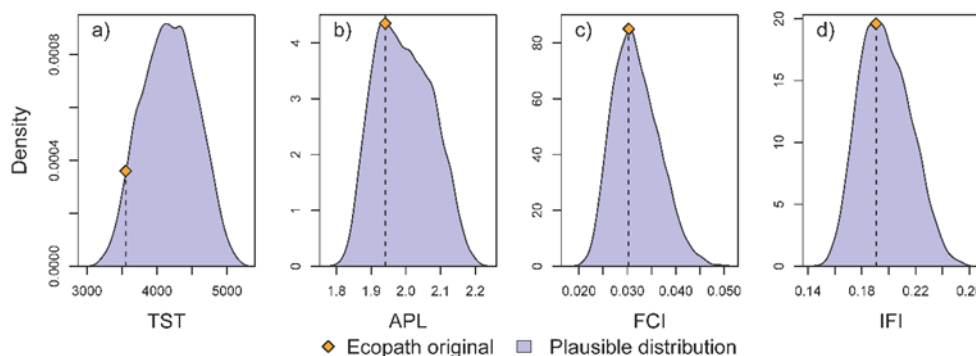 a) b) c) d)
Density
0.0000 0.0004 0.0008
3000 4000 5000
TST
0 1 2 3 4
1.8 1.9 2.0 2.1 2.2
APL
0 20 40 60 80
0.020 0.030 0.040 0.050
FCI
0 5 10 15 20
0.14 0.18 0.22 0.26
IFI
Ecopath original Plausible distribution